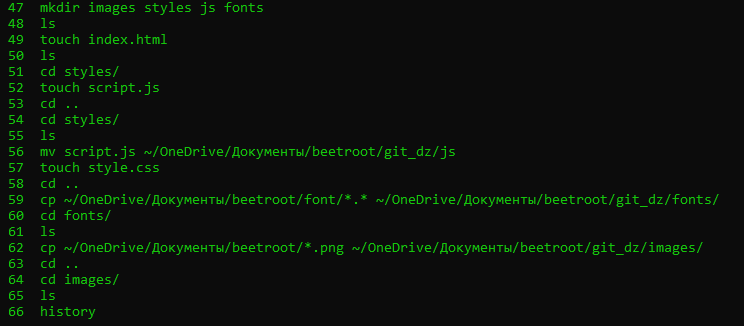 47 mkdir images styles js fonts
48 ls
49 touch index.html
50 ls
51 cd styles/
52 touch script.js
53 cd ..
54 cd styles/
55 ls
56 mv script.js ~/OneDrive/Документы/beetroot/git_dz/js
57 touch style.css
58 cd ..
59 cp ~/OneDrive/Документы/beetroot/font/*.* ~/OneDrive/Документы/beetroot/git_dz/fonts/
60 cd fonts/
61 ls
62 cp ~/OneDrive/Документы/beetroot/*.png ~/OneDrive/Документы/beetroot/git_dz/images/
63 cd ..
64 cd images/
65 ls
66 history